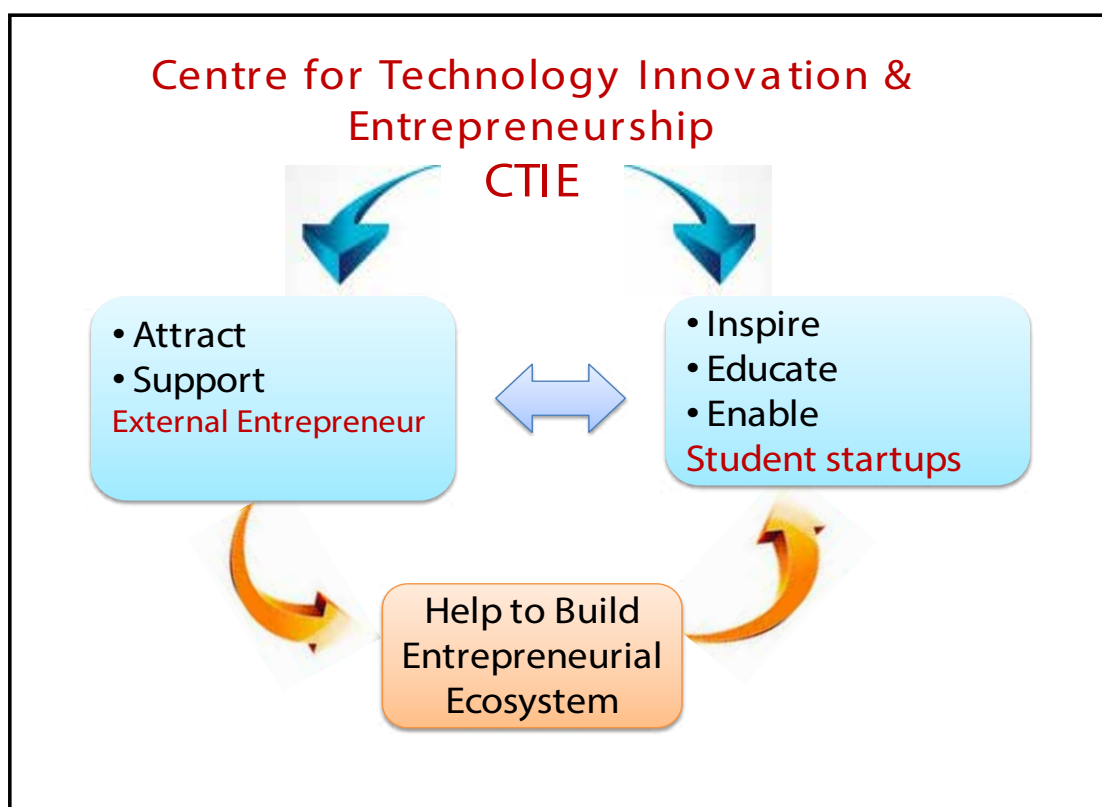 Centre for Technology Innovation &
Entrepreneurship
CTIE
• Attract
• Support
External Entrepreneur
• Inspire
• Educate
• Enable
Student startups
Help to Build
Entrepreneurial
Ecosystem